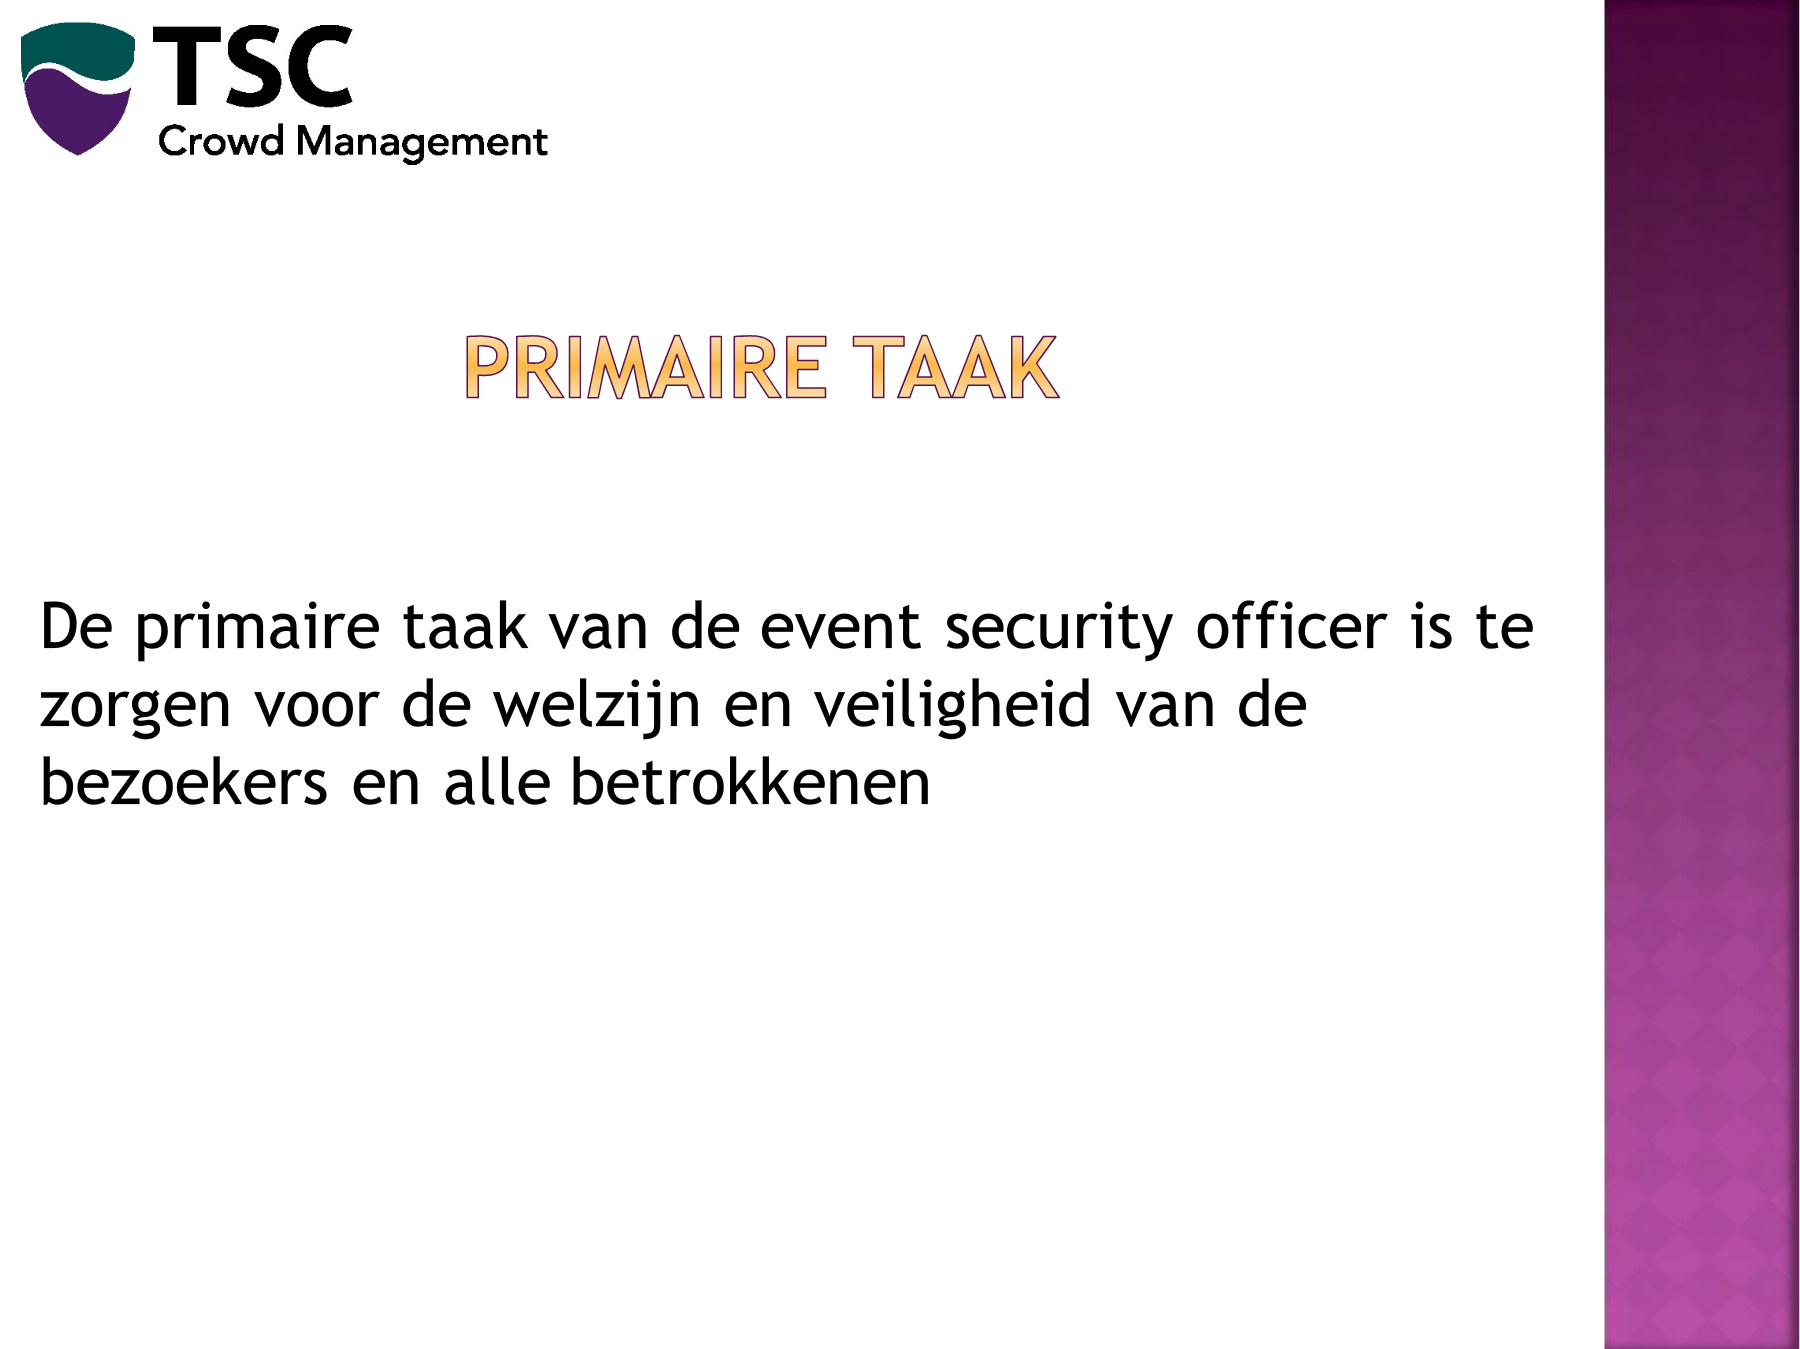 TSC
Crowd Management
PRIMAIRE TAAK
De primaire taak van de event security officer is te
zorgen voor de welzijn en veiligheid van de
bezoekers en alle betrokkenen